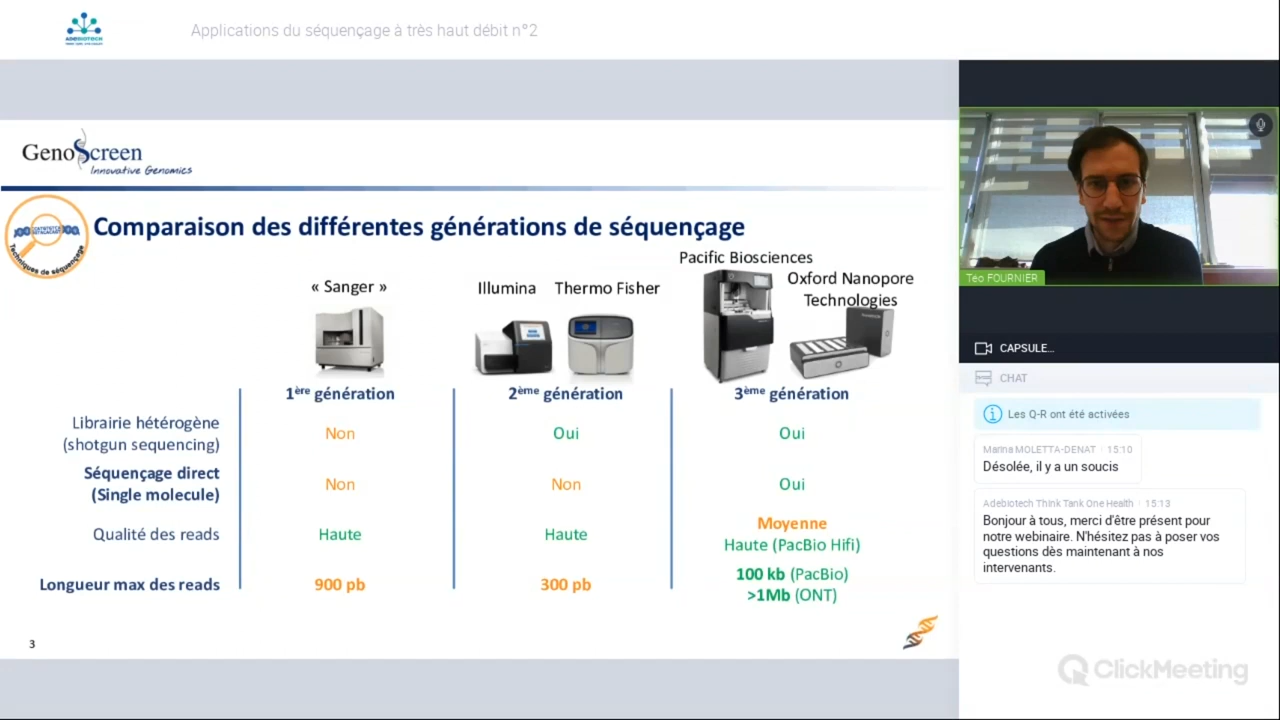 ADEBIOTECH
Applications du séquençage à très haut débit n°2
GenoScreen
Innovative Genomics
Techniques de séquençage
Comparaison des différentes générations de séquençage
« Sanger »
Illumina
Thermo Fisher
Pacific Biosciences
Oxford Nanopore
Technologies
1ère génération
2ème génération
3ème génération
Librairie hétérogène
(shotgun sequencing)
Non
Oui
Oui
Séquençage direct
(Single molecule)
Non
Non
Oui
Qualité des reads
Haute
Haute
Moyenne
Haute (PacBio Hifi)
Longueur max des reads
900 pb
300 pb
100 kb (PacBio)
>1Mb (ONT)
3
Téo FOURNIER
CAPSULE...
CHAT
Les Q-R ont été activées
Marina MOLETTA-DENAT 15:10
Désolée, il y a un soucis
Adebiotech Think Tank One Health 15:13
Bonjour à tous, merci d'être présent pour
notre webinaire. N'hésitez pas à poser vos
questions dès maintenant à nos
intervenants.
ClickMeeting